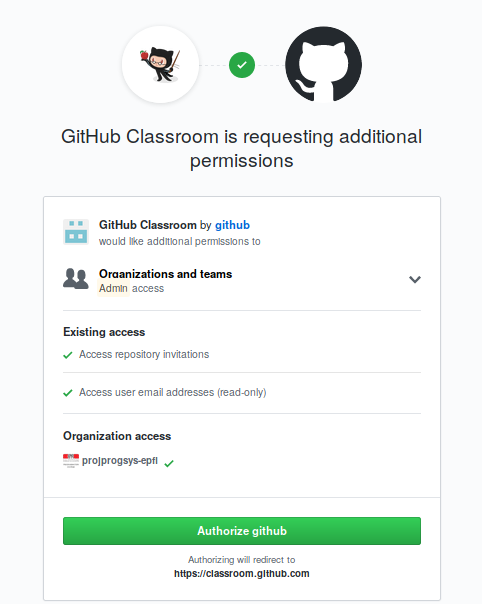 GitHub Classroom is requesting additional
permissions
GitHub Classroom by github
would like additional permissions to
Organizations and teams
Admin access
Existing access
Access repository invitations
Access user email addresses (read-only)
Organization access
projprogsys-epfl
Authorize github
Authorizing will redirect to
https://classroom.github.com